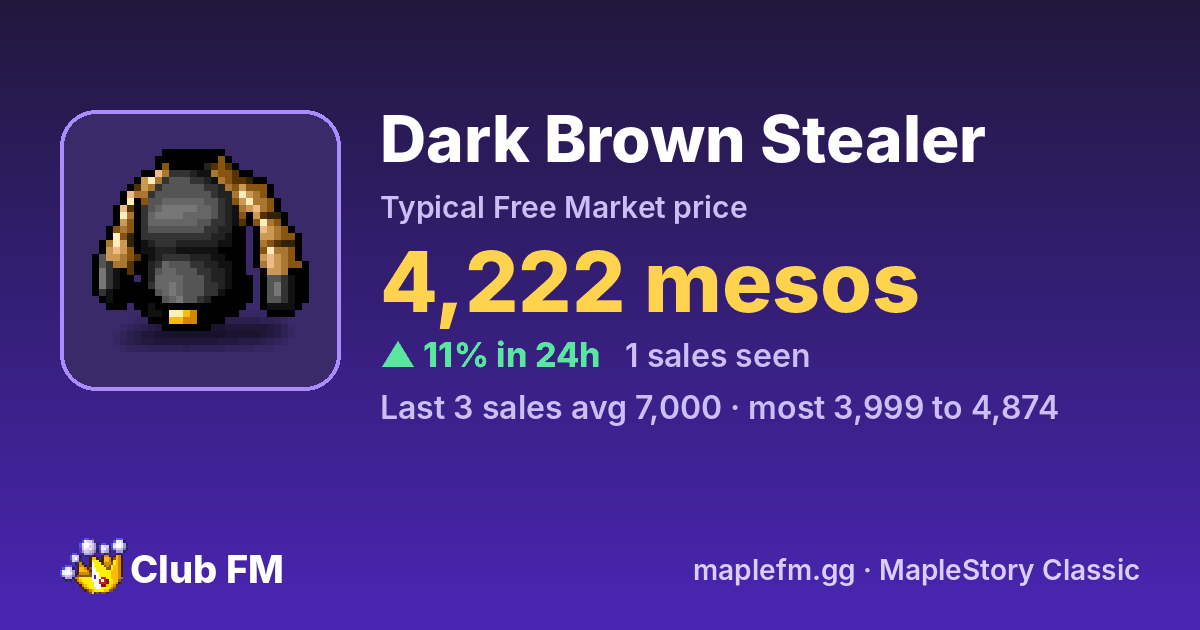 Dark Brown Stealer
Typical Free Market price
4,222 mesos
▲ 11% in 24h 1 sales seen
Last 3 sales avg 7,000 · most 3,999 to 4,874
Club FM
maplefm.gg · MapleStory Classic